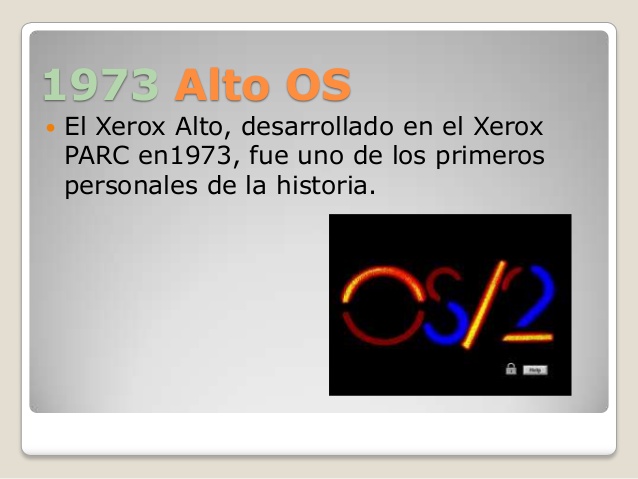 1973 Alto OS
• El Xerox Alto, desarrollado en el Xerox
PARC en1973, fue uno de los primeros
personales de la historia.
OS/2
Help